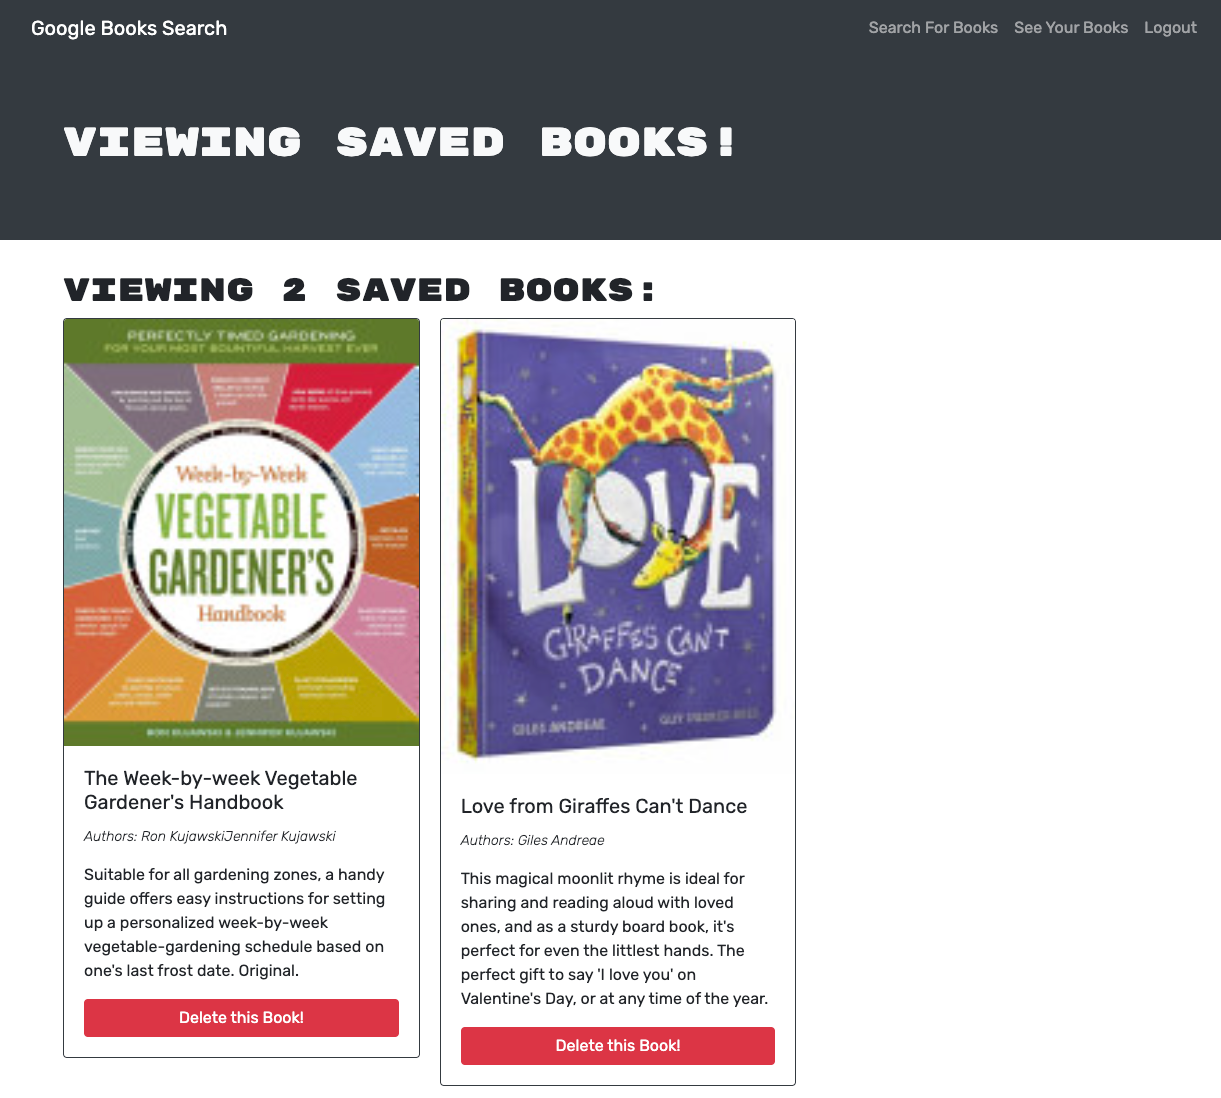 Google Books Search
Search For Books See Your Books Logout
VIEWING SAVED BOOKS!
VIEWING 2 SAVED BOOKS:
PERFECTLY TIMED GARDENING
FOR YOUR MOST BOUNTIFUL HARVEST EVER
Week-by-Week
VEGETABLE
GARDENER'S
Handbook
RON KUJAWSKI & JENNIFER KUJAWSKI
The Week-by-week Vegetable
Gardener's Handbook
Authors: Ron KujawskiJennifer Kujawski
Suitable for all gardening zones, a handy
guide offers easy instructions for setting
up a personalized week-by-week
vegetable-gardening schedule based on
one's last frost date. Original.
Delete this Book!
LOVE
GIRAFFES CAN'T
DANCE
GILES ANDREAE
GUY PARKER-REES
Love from Giraffes Can't Dance
Authors: Giles Andreae
This magical moonlit rhyme is ideal for
sharing and reading aloud with loved
ones, and as a sturdy board book, it's
perfect for even the littlest hands. The
perfect gift to say 'I love you' on
Valentine's Day, or at any time of the year.
Delete this Book!